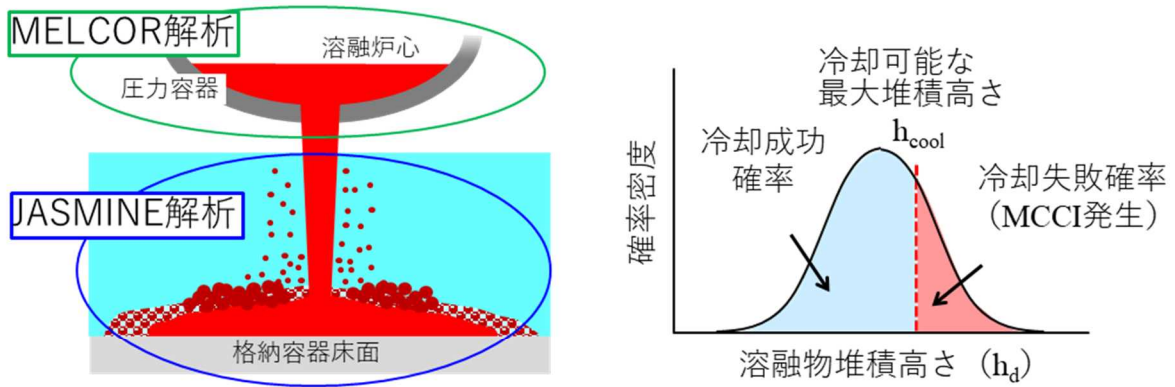 MELCOR解析
溶融炉心
圧力容器
JASMINE解析
格納容器床面
冷却可能な
最大堆積高さ
h_cool
冷却成功
確率
冷却失敗確率
（MCCI発生）
確率密度
溶融物堆積高さ（h_d）